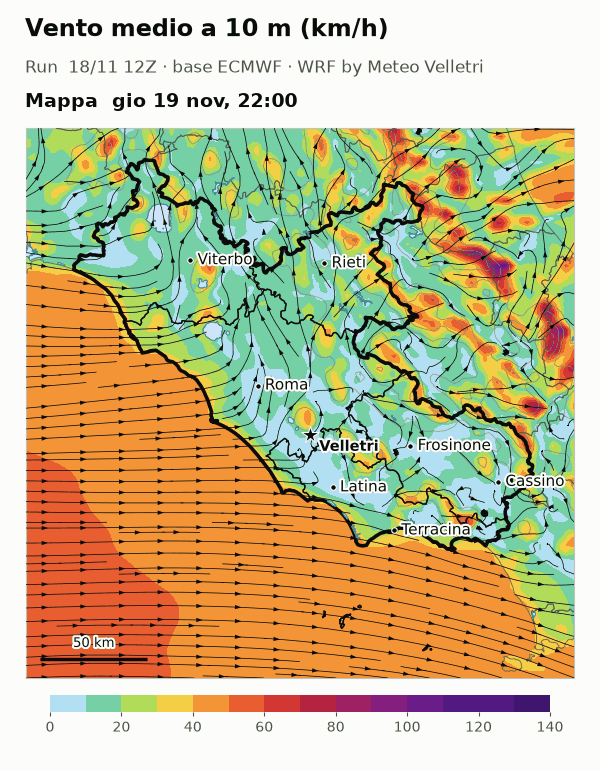 Vento medio a 10 m (km/h)
Run 18/11 12Z · base ECMWF · WRF by Meteo Velletri
Mappa gio 19 nov, 22:00
Viterbo
Rieti
Roma
Velletri
Frosinone
Latina
Cassino
Terracina
50 km
0 20 40 60 80 100 120 140